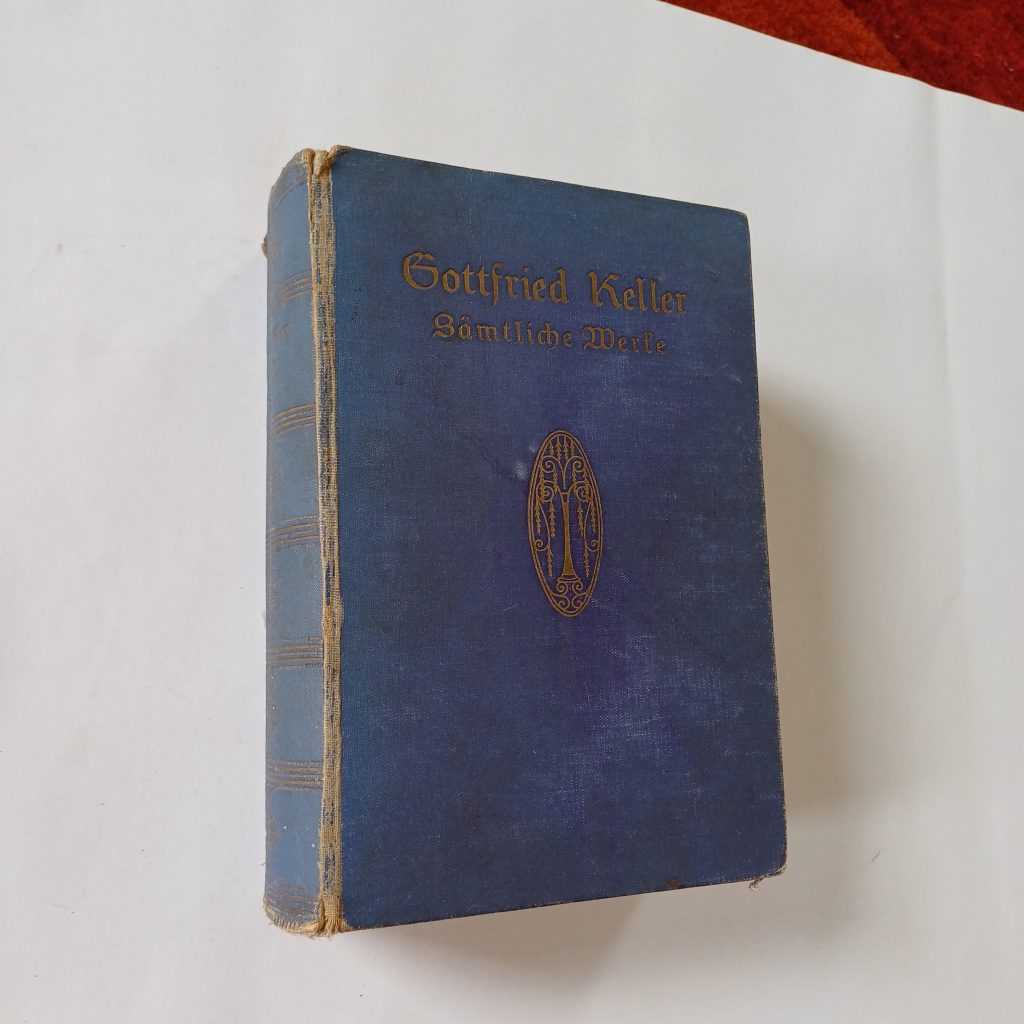 Gottfried Keller
Sämtliche Werke